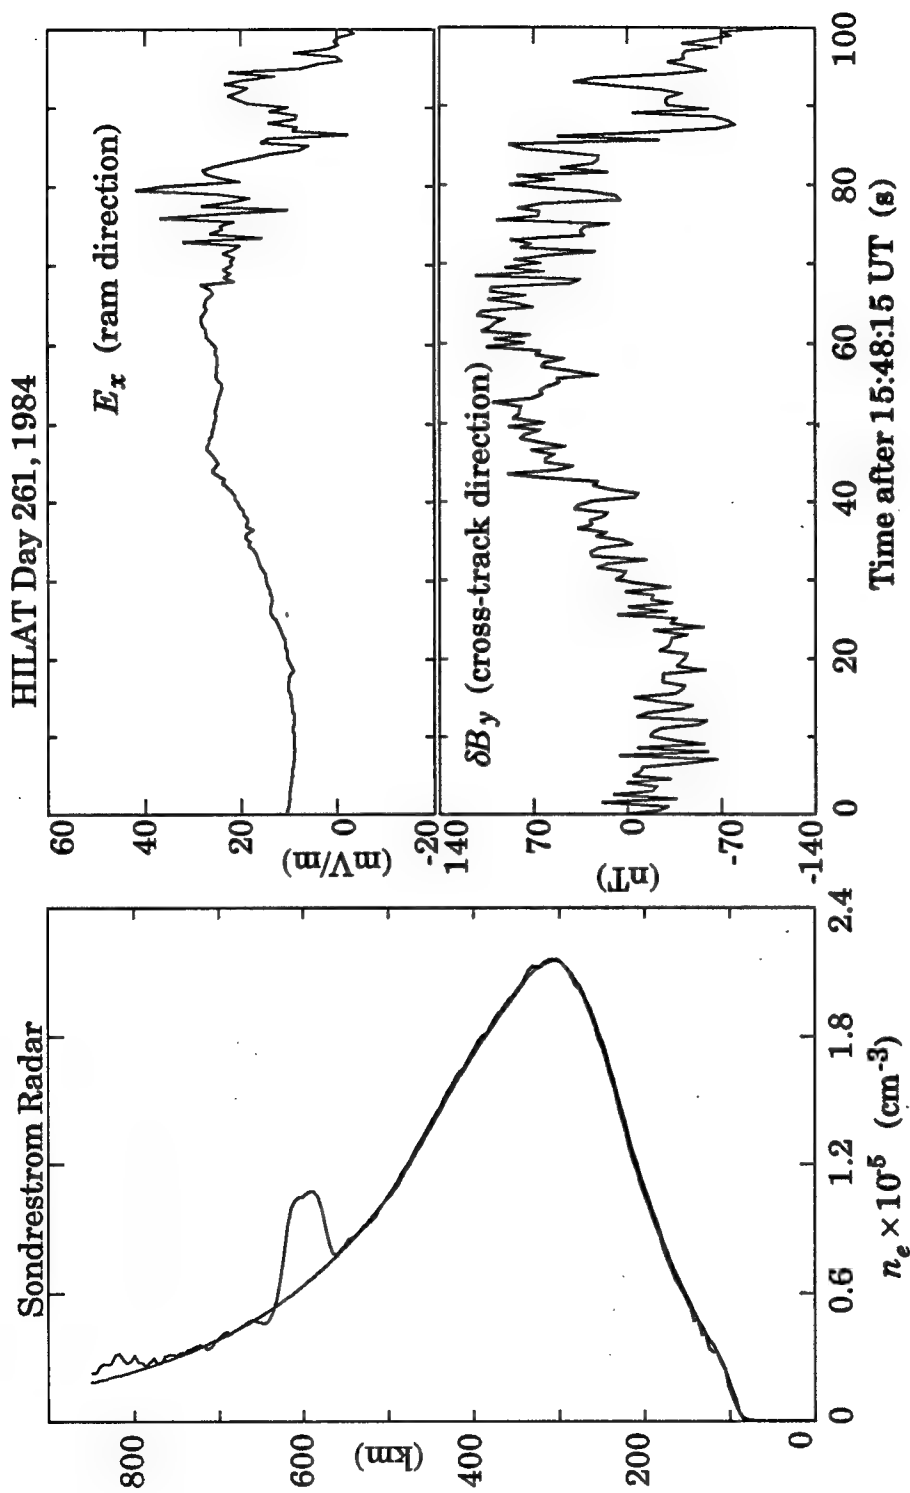 HILAT Day 261, 1984
Sondrestrom Radar
800
600
400
200
0
(km)
0
0.6
1.2
1.8
2.4
n_e × 10^-5 (cm^-3)
60
40
20
0
-20
(mV/m)
E_x (ram direction)
140
70
0
-70
-140
(nT)
δB_y (cross-track direction)
0
20
40
60
80
100
Time after 15:48:15 UT (s)